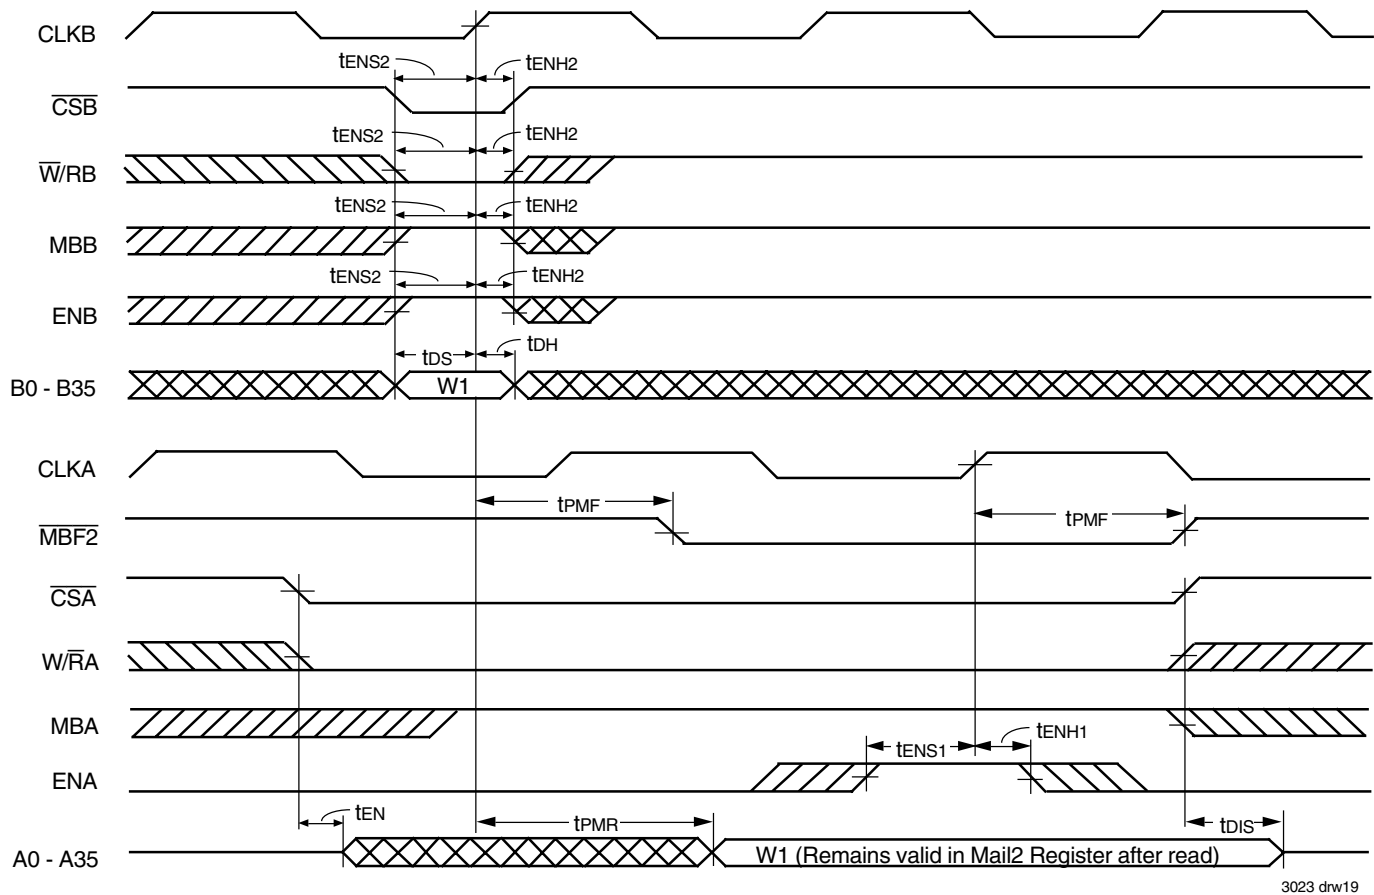 CLKB
tENS2 tENH2
CSB
tENS2 tENH2
W/RB
tENS2 tENH2
MBB
tENS2 tENH2
ENB
tDS tDH
B0 - B35 W1
CLKA
tPMF tPMF
MBF2
CSA
W/RA
MBA
tENS1 tENH1
ENA
tEN tPMR tDIS
A0 - A35 W1 (Remains valid in Mail2 Register after read)
3023 drw19